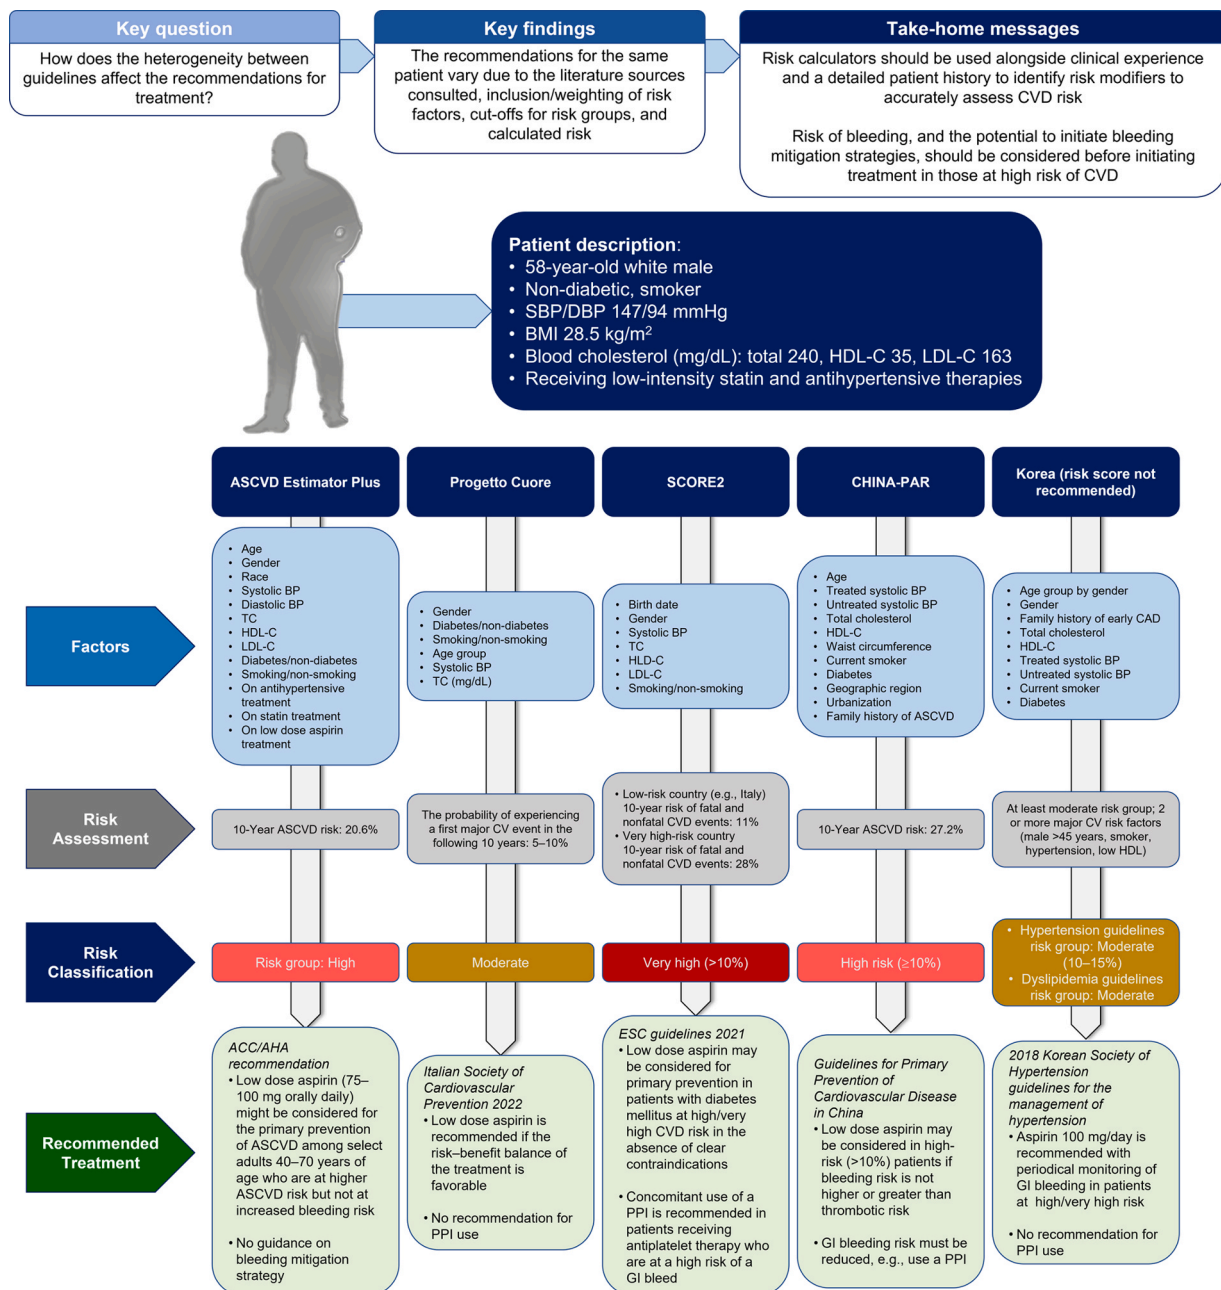 Key question
How does the heterogeneity between
guidelines affect the recommendations for
treatment?
Key findings
The recommendations for the same
patient vary due to the literature sources
consulted, inclusion/weighting of risk
factors, cut-offs for risk groups, and
calculated risk
Take-home messages
Risk calculators should be used alongside clinical experience
and a detailed patient history to identify risk modifiers to
accurately assess CVD risk
Risk of bleeding, and the potential to initiate bleeding
mitigation strategies, should be considered before initiating
treatment in those at high risk of CVD
Patient description:
• 58-year-old white male
• Non-diabetic, smoker
• SBP/DBP 147/94 mmHg
• BMI 28.5 kg/m²
• Blood cholesterol (mg/dL): total 240, HDL-C 35, LDL-C 163
• Receiving low-intensity statin and antihypertensive therapies
ASCVD Estimator Plus
Progetto Cuore
SCORE2
CHINA-PAR
Korea (risk score not
recommended)
Factors
• Age
• Gender
• Race
• Systolic BP
• Diastolic BP
• TC
• HDL-C
• LDL-C
• Diabetes/non-diabetes
• Smoking/non-smoking
• On antihypertensive
treatment
• On statin treatment
• On low dose aspirin
treatment
• Gender
• Diabetes/non-diabetes
• Smoking/non-smoking
• Age group
• Systolic BP
• TC (mg/dL)
• Birth date
• Gender
• Systolic BP
• TC
• HLD-C
• LDL-C
• Smoking/non-smoking
• Age
• Treated systolic BP
• Untreated systolic BP
• Total cholesterol
• HDL-C
• Waist circumference
• Current smoker
• Diabetes
• Geographic region
• Urbanization
• Family history of ASCVD
• Age group by gender
• Gender
• Family history of early CAD
• Total cholesterol
• HDL-C
• Treated systolic BP
• Untreated systolic BP
• Current smoker
• Diabetes
Risk
Assessment
10-Year ASCVD risk: 20.6%
The probability of experiencing
a first major CV event in the
following 10 years: 5–10%
• Low-risk country (e.g., Italy)
10-year risk of fatal and
nonfatal CVD events: 11%
• Very high-risk country
10-year risk of fatal and
nonfatal CVD events: 28%
10-Year ASCVD risk: 27.2%
At least moderate risk group; 2
or more major CV risk factors
(male >45 years, smoker,
hypertension, low HDL)
Risk
Classification
Risk group: High
Moderate
Very high (>10%)
High risk (≥10%)
• Hypertension guidelines
risk group: Moderate
(10–15%)
• Dyslipidemia guidelines
risk group: Moderate
Recommended
Treatment
ACC/AHA
recommendation
• Low dose aspirin (75–
100 mg orally daily)
might be considered for
the primary prevention
of ASCVD among select
adults 40–70 years of
age who are at higher
ASCVD risk but not at
increased bleeding risk
• No guidance on
bleeding mitigation
strategy
Italian Society of
Cardiovascular
Prevention 2022
• Low dose aspirin is
recommended if the
risk–benefit balance of
the treatment is
favorable
• No recommendation for
PPI use
ESC guidelines 2021
• Low dose aspirin may
be considered for
primary prevention in
patients with diabetes
mellitus at high/very
high CVD risk in the
absence of clear
contraindications
• Concomitant use of a
PPI is recommended in
patients receiving
antiplatelet therapy who
are at a high risk of a
GI bleed
Guidelines for Primary
Prevention of
Cardiovascular Disease
in China
• Low dose aspirin may
be considered in high-
risk (>10%) patients if
bleeding risk is not
higher or greater than
thrombotic risk
• GI bleeding risk must be
reduced, e.g., use a PPI
2018 Korean Society of
Hypertension
guidelines for the
management of
hypertension
• Aspirin 100 mg/day is
recommended with
periodical monitoring of
GI bleeding in patients
at high/very high risk
• No recommendation for
PPI use